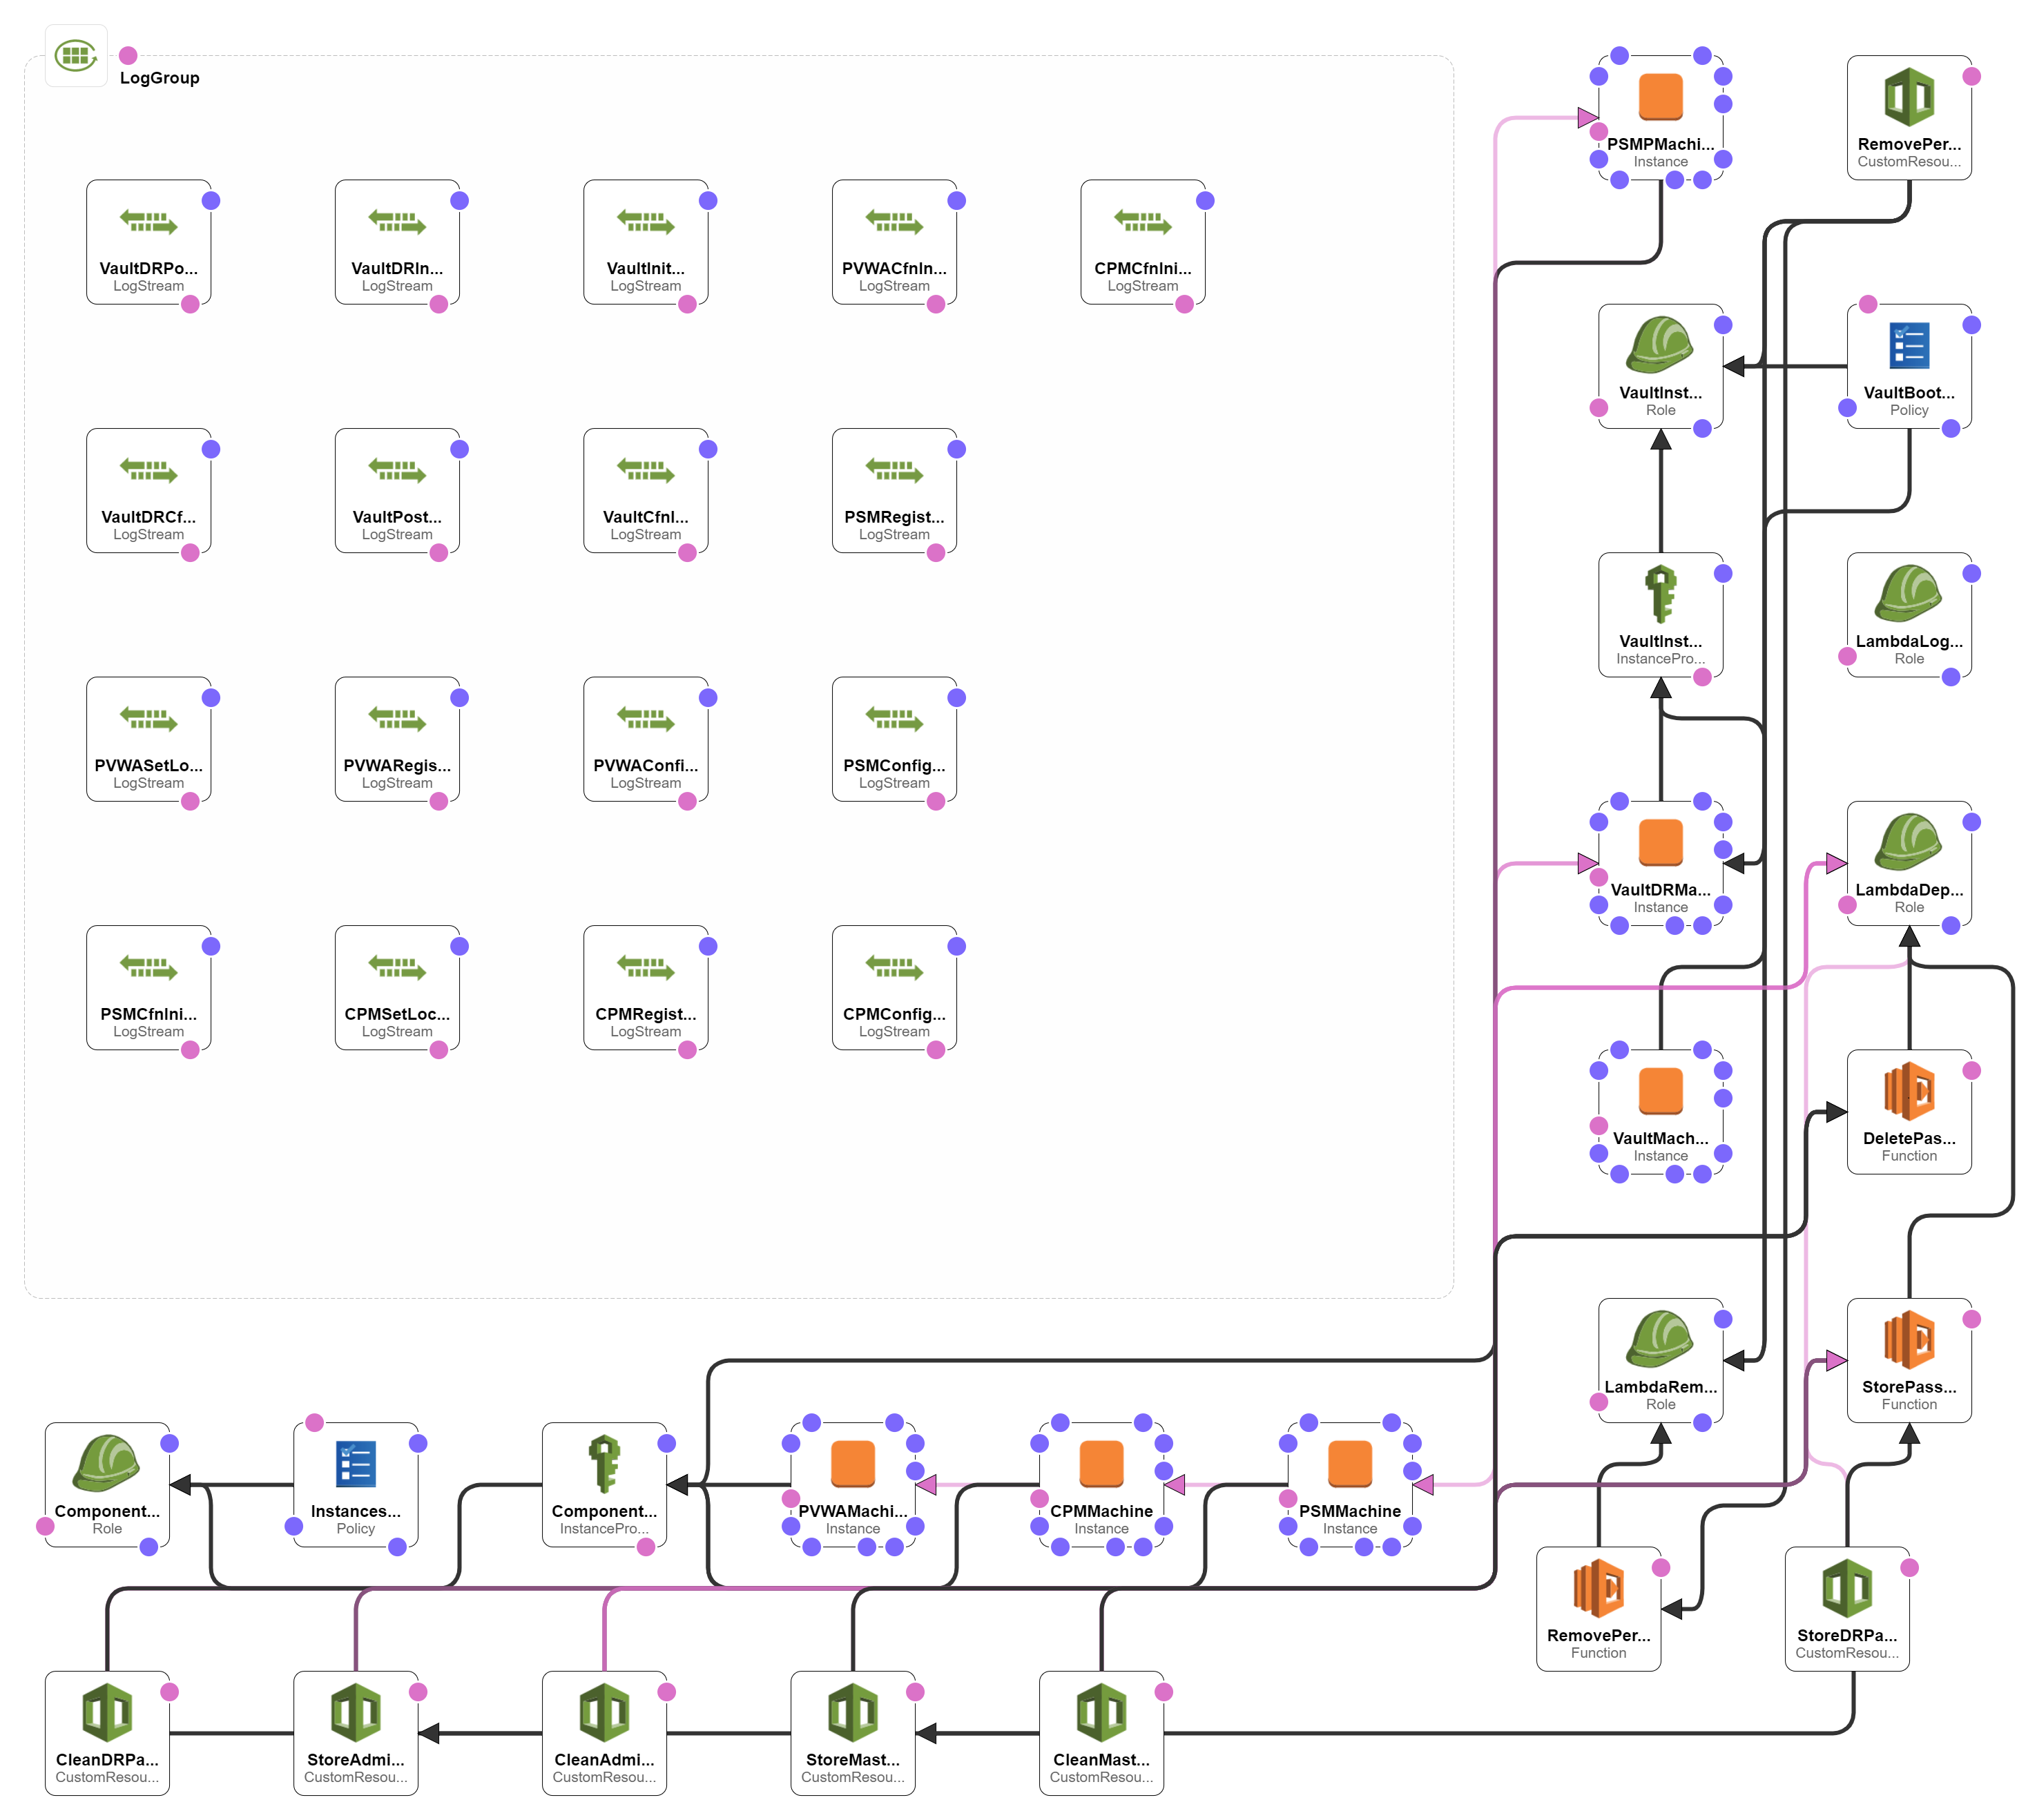 LogGroup
PSMPMachi...
Instance
RemovePer...
CustomResou...
VaultDRPo...
LogStream
VaultDRIn...
LogStream
VaultInit...
LogStream
PVWACfnIn...
LogStream
CPMCfnIni...
LogStream
VaultInst...
Role
VaultBoot...
Policy
VaultDRCf...
LogStream
VaultPost...
LogStream
VaultCfnI...
LogStream
PSMRegist...
LogStream
VaultInst...
InstancePro...
LambdaLog...
Role
PVWASetLo...
LogStream
PVWARegis...
LogStream
PVWAConfi...
LogStream
PSMConfig...
LogStream
VaultDRMa...
Instance
LambdaDep...
Role
PSMCfnIni...
LogStream
CPMSetLoc...
LogStream
CPMRegist...
LogStream
CPMConfig...
LogStream
VaultMach...
Instance
DeletePas...
Function
LambdaRem...
Role
StorePass...
Function
Component...
Role
Instances...
Policy
Component...
InstancePro...
PVWAMachi...
Instance
CPMMachine
Instance
PSMMachine
Instance
RemovePer...
Function
StoreDRPa...
CustomResou...
CleanDRPa...
CustomResou...
StoreAdmi...
CustomResou...
CleanAdmi...
CustomResou...
StoreMast...
CustomResou...
CleanMast...
CustomResou...